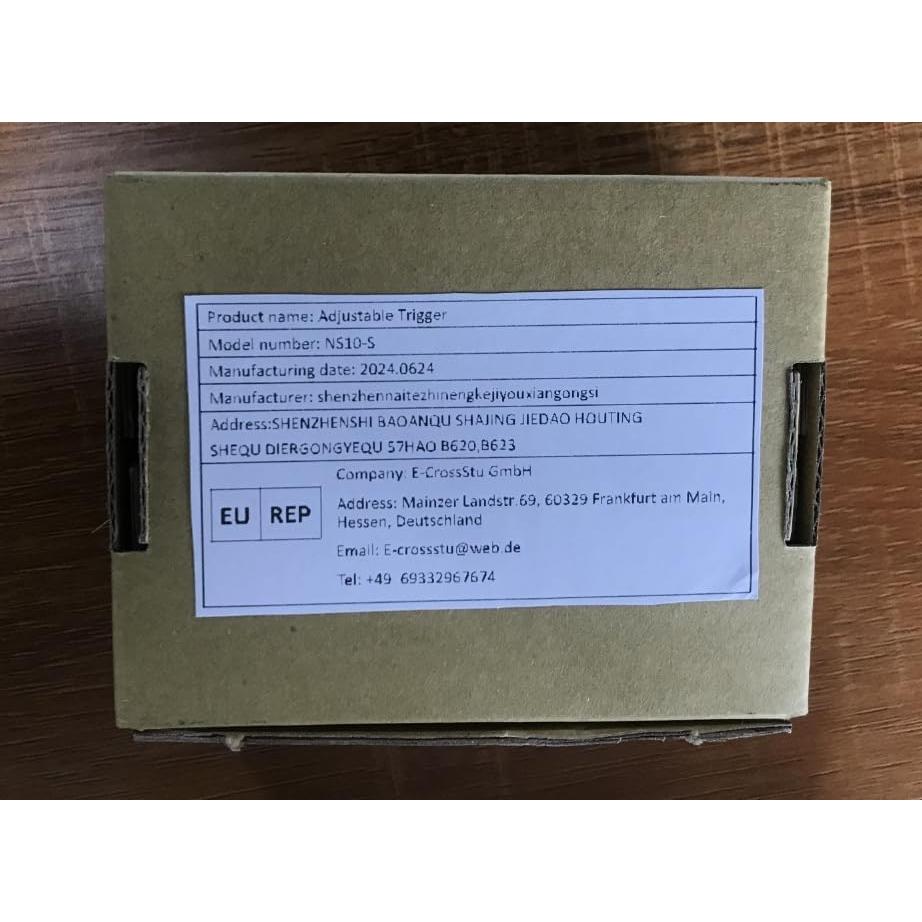 Product name: Adjustable Trigger
Model number: NS10-S
Manufacturing date: 2024.0624
Manufacturer: shenzhennaitezhinengkejiyouxiangongsi
Address:SHENZHENSHI BAOANQU SHAJING JIEDAO HOUTING
SHEQU DIERGONGYEQU 57HAO B620,B623
Company: E-CrossStu GmbH
EU REP
Address: Mainzer Landstr.69, 60329 Frankfurt am Main,
Hessen, Deutschland
Email: E-crossstu@web.de
Tel: +49 69332967674